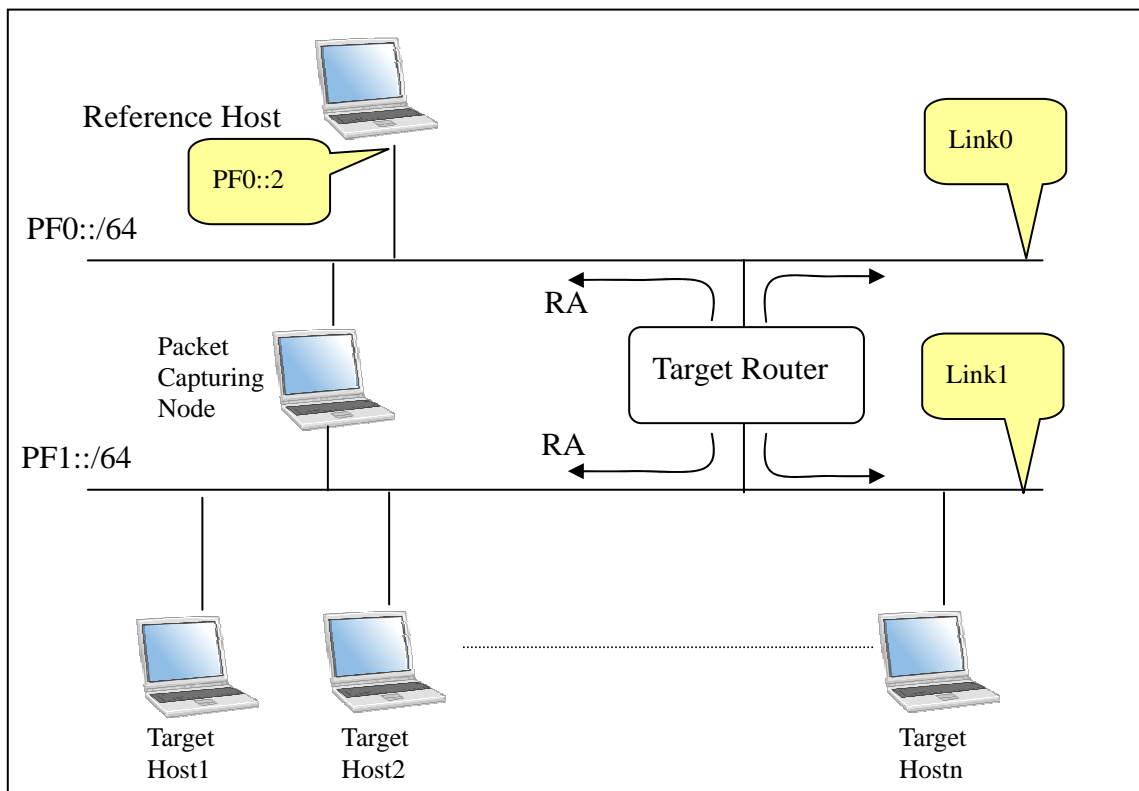 Reference Host
PF0::2
Link0
PF0::/64
RA
Packet
Capturing
Node
Target Router
Link1
RA
PF1::/64
Target
Host1
Target
Host2
Target
Hostn